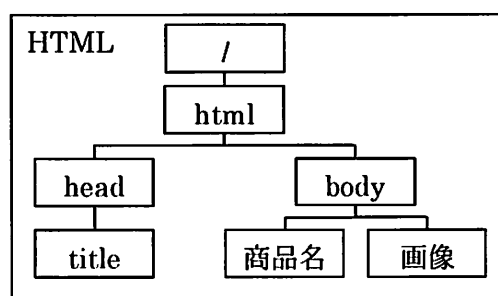 HTML
/
html
head
body
title
商品名
画像